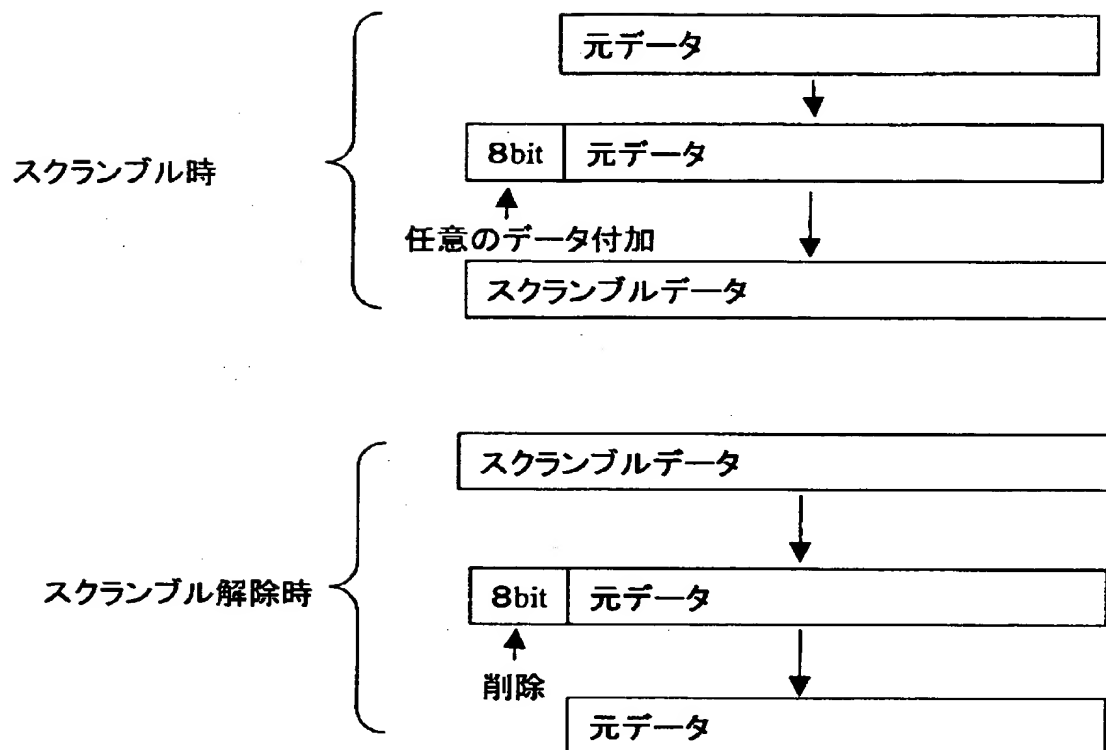 元データ
8bit 元データ
スクランブル時
任意のデータ付加
スクランブルデータ
スクランブルデータ
8bit 元データ
スクランブル解除時
削除
元データ